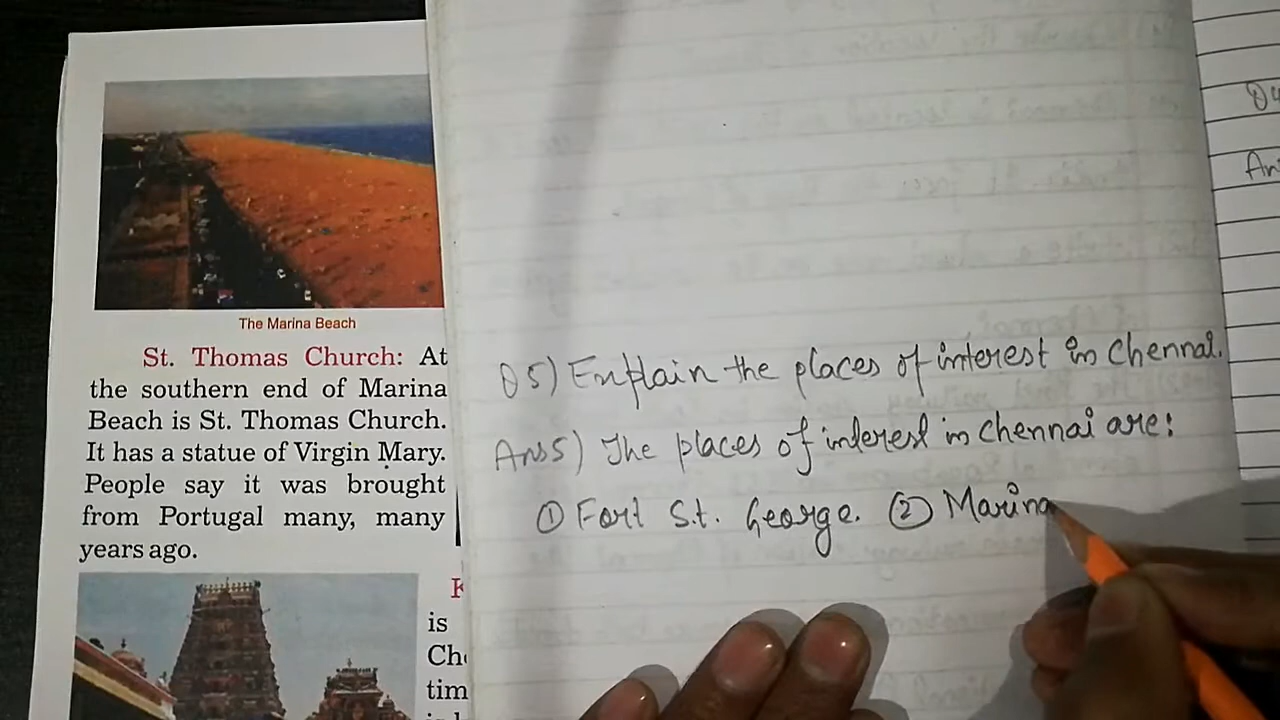 The Marina Beach
St. Thomas Church: At
the southern end of Marina
Beach is St. Thomas Church.
It has a statue of Virgin Mary.
People say it was brought
from Portugal many, many
years ago.
K
is
Che
tim
Q5) Explain the places of interest in Chennai.
Ans5) The places of interest in Chennai are:
① Fort S.t. George. ② Marina
Q4
An